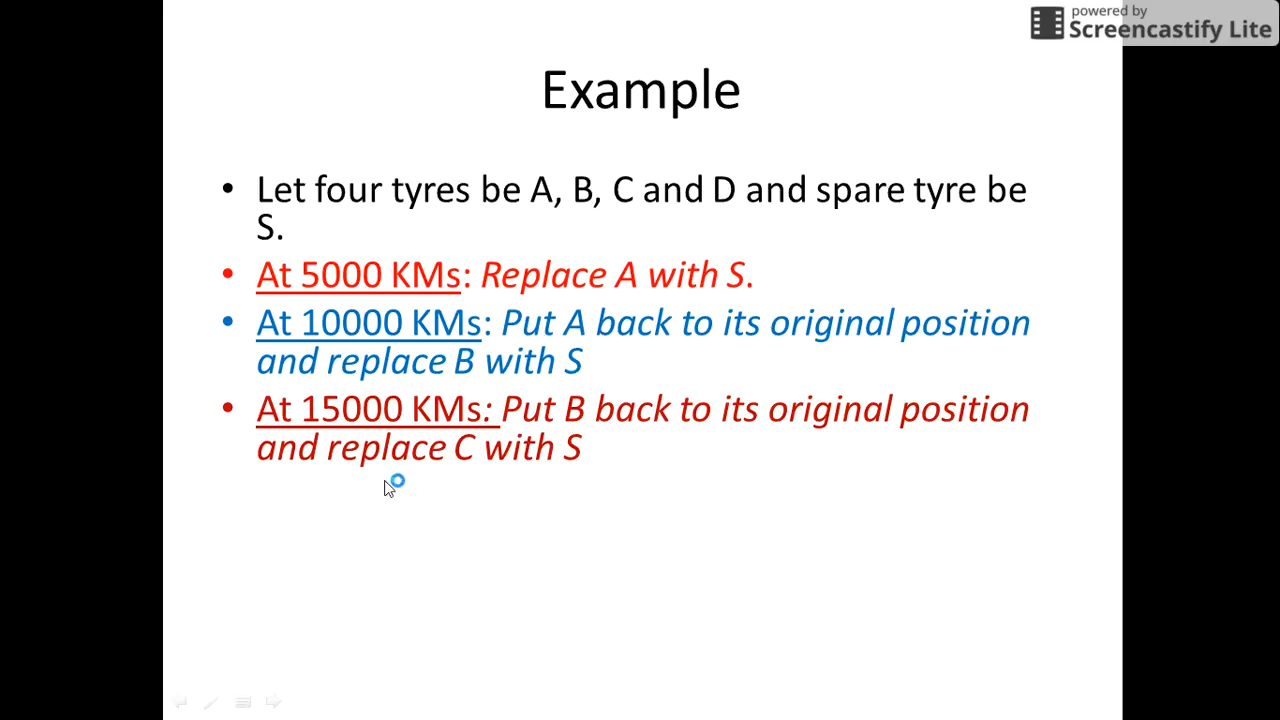 powered by
Screencastify Lite
Example
• Let four tyres be A, B, C and D and spare tyre be
S.
• At 5000 KMs: Replace A with S.
• At 10000 KMs: Put A back to its original position
and replace B with S
• At 15000 KMs: Put B back to its original position
and replace C with S